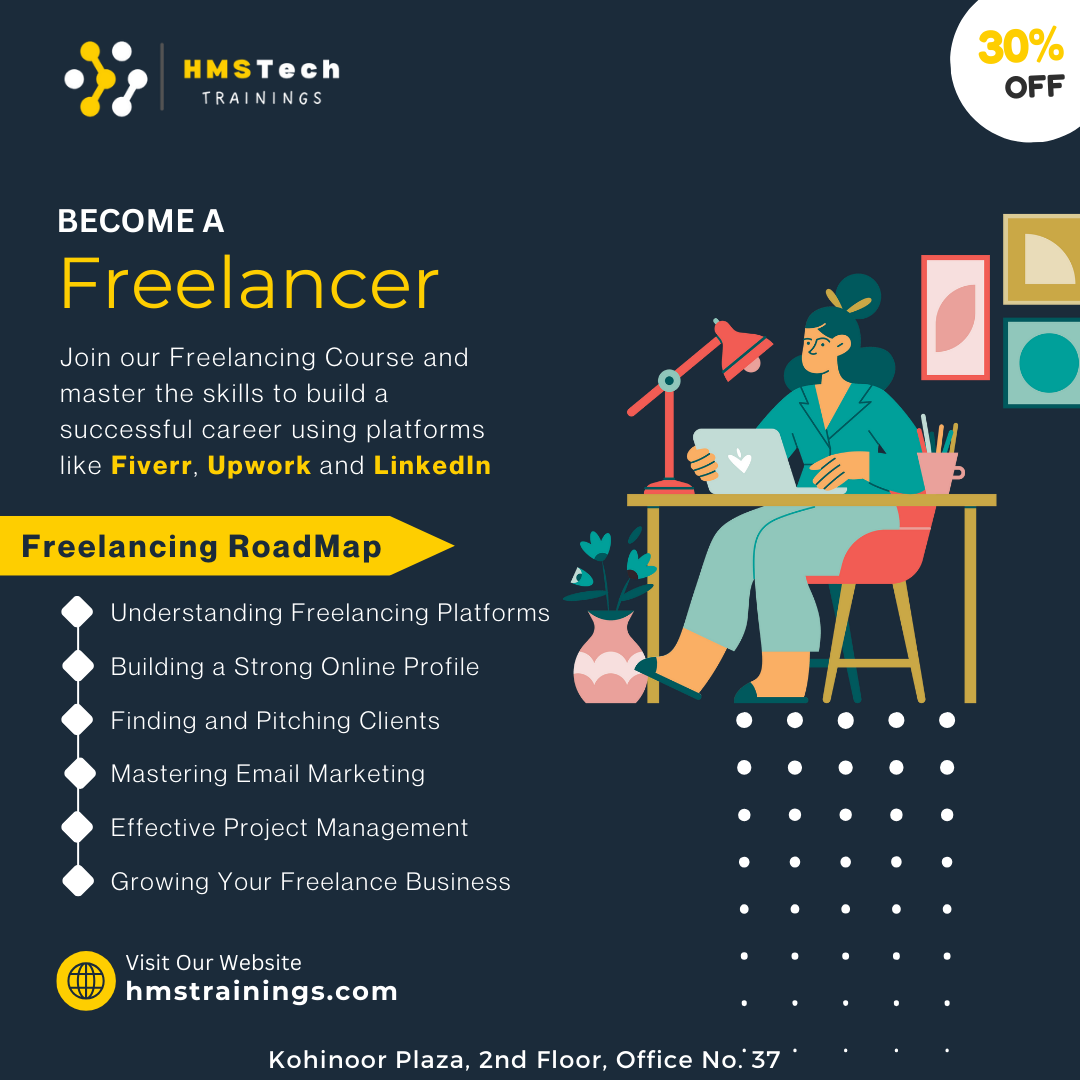 HMSTech
TRAININGS
30%
OFF
BECOME A
Freelancer
Join our Freelancing Course and
master the skills to build a
successful career using platforms
like Fiverr, Upwork and LinkedIn
Freelancing RoadMap
Understanding Freelancing Platforms
Building a Strong Online Profile
Finding and Pitching Clients
Mastering Email Marketing
Effective Project Management
Growing Your Freelance Business
Visit Our Website
hmstrainings.com
Kohinoor Plaza, 2nd Floor, Office No. 37